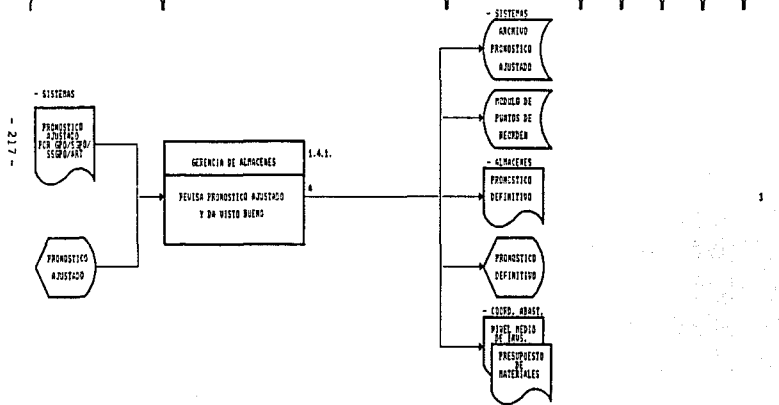 - SISTEMAS
ARCHIVO
PRONOSTICO
AJUSTADO
- SISTEMAS
PRONOSTICO
AJUSTADO
POR GPO/SGPO/
SSGPO/ART
MODULO DE
PUNTOS DE
REORDEN
- 217 -
GERENCIA DE ALMACENES
1.4.1.
- ALMACENES
PRONOSTICO
DEFINITIVO
REVISA PRONOSTICO AJUSTADO
Y DA VISTO BUENO
A
3
PRONOSTICO
AJUSTADO
PRONOSTICO
DEFINITIVO
- COORD. ABAST.
NIVEL MEDIO
DE INVS.
PRESUPUESTO
DE
MATERIALES